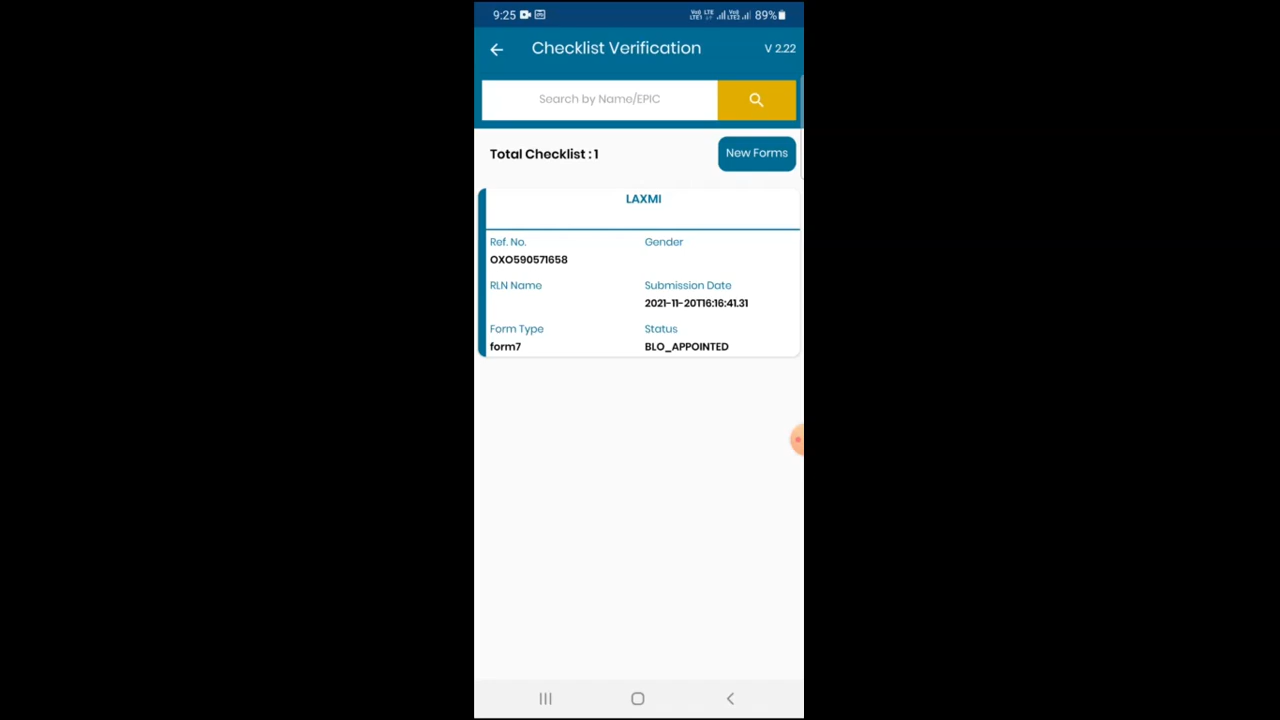 9:25 89%
Checklist Verification V 2.22
Search by Name/EPIC
Total Checklist : 1 New Forms
LAXMI
Ref. No. Gender
OXO590571658
RLN Name Submission Date
2021-11-20T16:16:41.31
Form Type Status
form7 BLO_APPOINTED